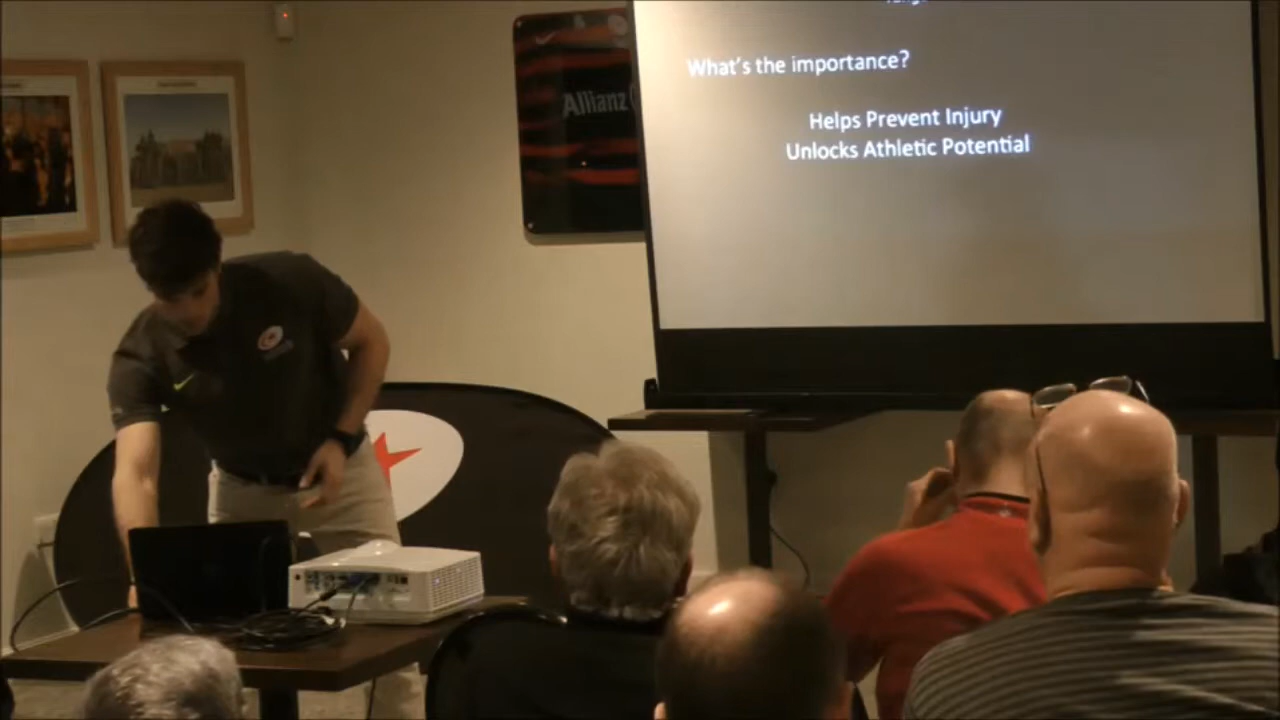 What's the importance?
Helps Prevent Injury
Unlocks Athletic Potential
Allianz